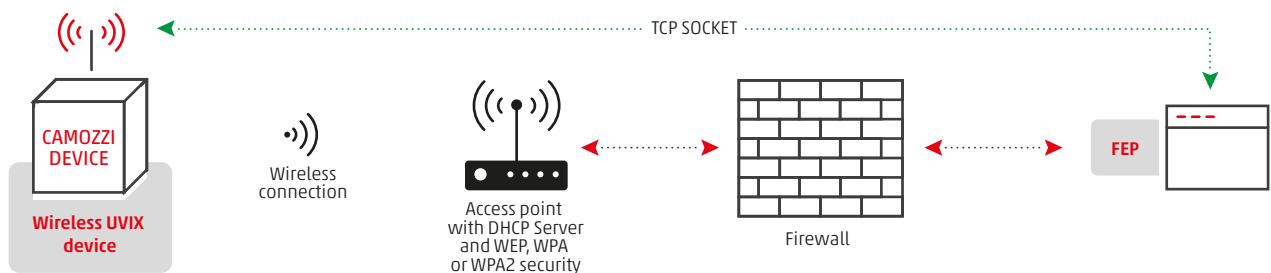 TCP SOCKET
CAMOZZI
DEVICE
Wireless UVIX
device
Wireless
connection
Access point
with DHCP Server
and WEP, WPA
or WPA2 security
Firewall
FEP